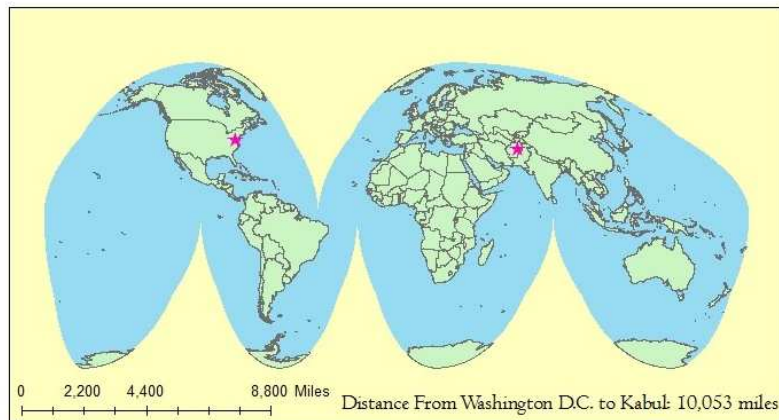 0 2,200 4,400 8,800 Miles
Distance From Washington D.C. to Kabul: 10,053 miles